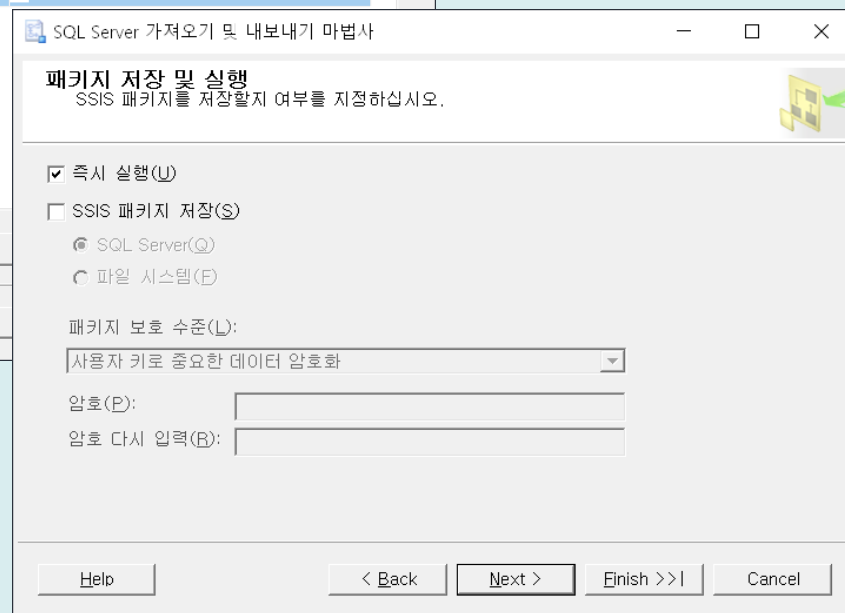 SQL Server 가져오기 및 내보내기 마법사
패키지 저장 및 실행
SSIS 패키지를 저장할지 여부를 지정하십시오.
즉시 실행(U)
SSIS 패키지 저장(S)
SQL Server(Q)
파일 시스템(F)
패키지 보호 수준(L):
사용자 키로 중요한 데이터 암호화
암호(P):
암호 다시 입력(R):
Help
< Back
Next >
Finish >>|
Cancel